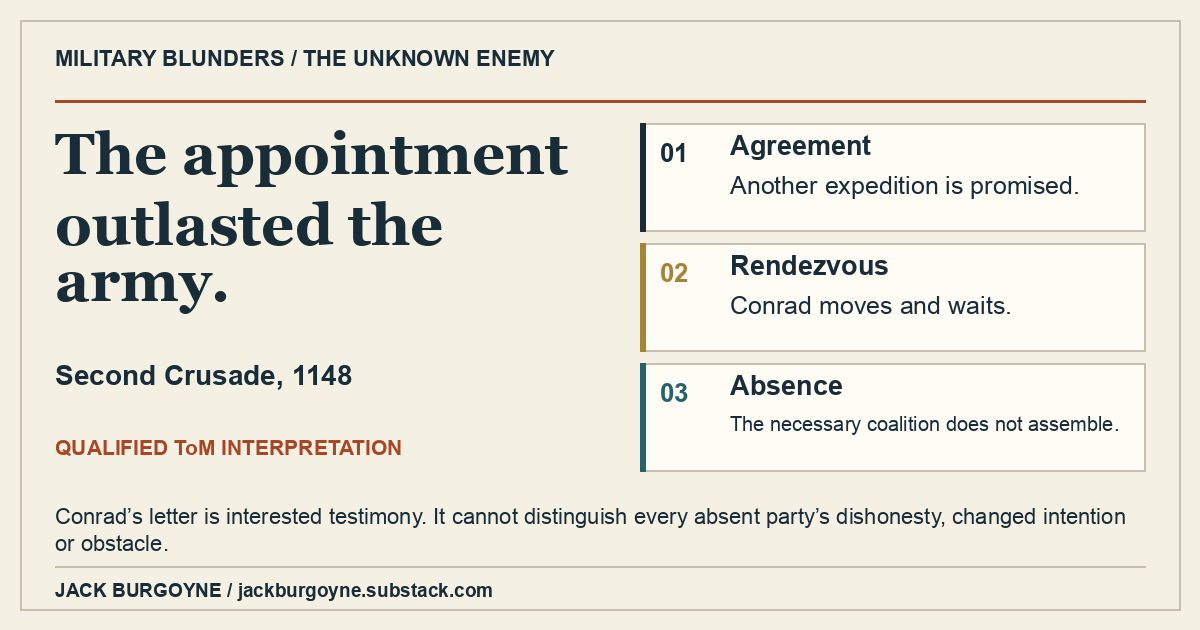 MILITARY BLUNDERS / THE UNKNOWN ENEMY
The appointment
outlasted the
army.
Second Crusade, 1148
QUALIFIED ToM INTERPRETATION
01
Agreement
Another expedition is promised.
02
Rendezvous
Conrad moves and waits.
03
Absence
The necessary coalition does not assemble.
Conrad’s letter is interested testimony. It cannot distinguish every absent party’s dishonesty, changed intention
or obstacle.
JACK BURGOYNE / jackburgoyne.substack.com